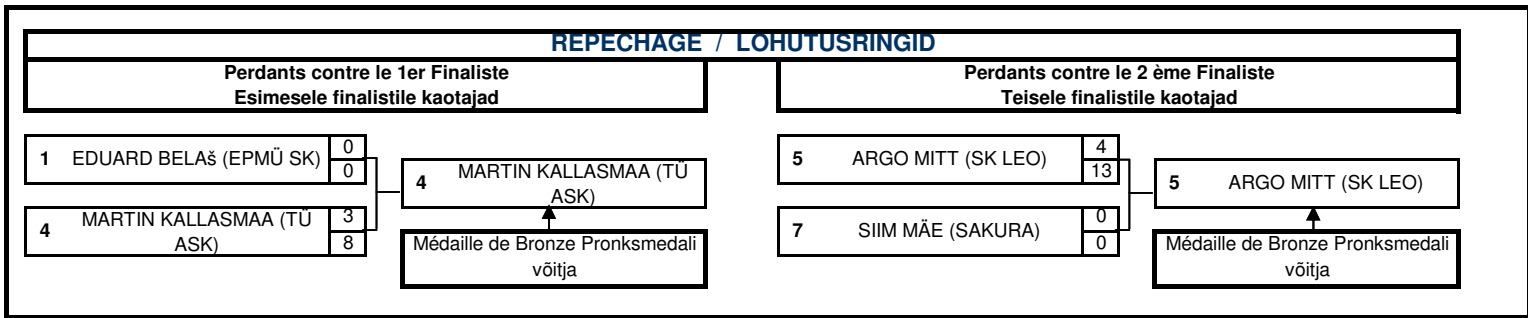 REPECHAGE / LOHUTUSRINGID
Perdants contre le 1er Finaliste
Esimesele finalistile kaotajad
Perdants contre le 2 ème Finaliste
Teisele finalistile kaotajad
1 EDUARD BELAš (EPMÜ SK) 0
0
4 MARTIN KALLASMAA (TÜ
ASK)
3
8
4 MARTIN KALLASMAA (TÜ
ASK)
Médaille de Bronze Pronksmedali
võitja
5 ARGO MITT (SK LEO) 4
13
7 SIIM MÄE (SAKURA) 0
0
5 ARGO MITT (SK LEO)
Médaille de Bronze Pronksmedali
võitja